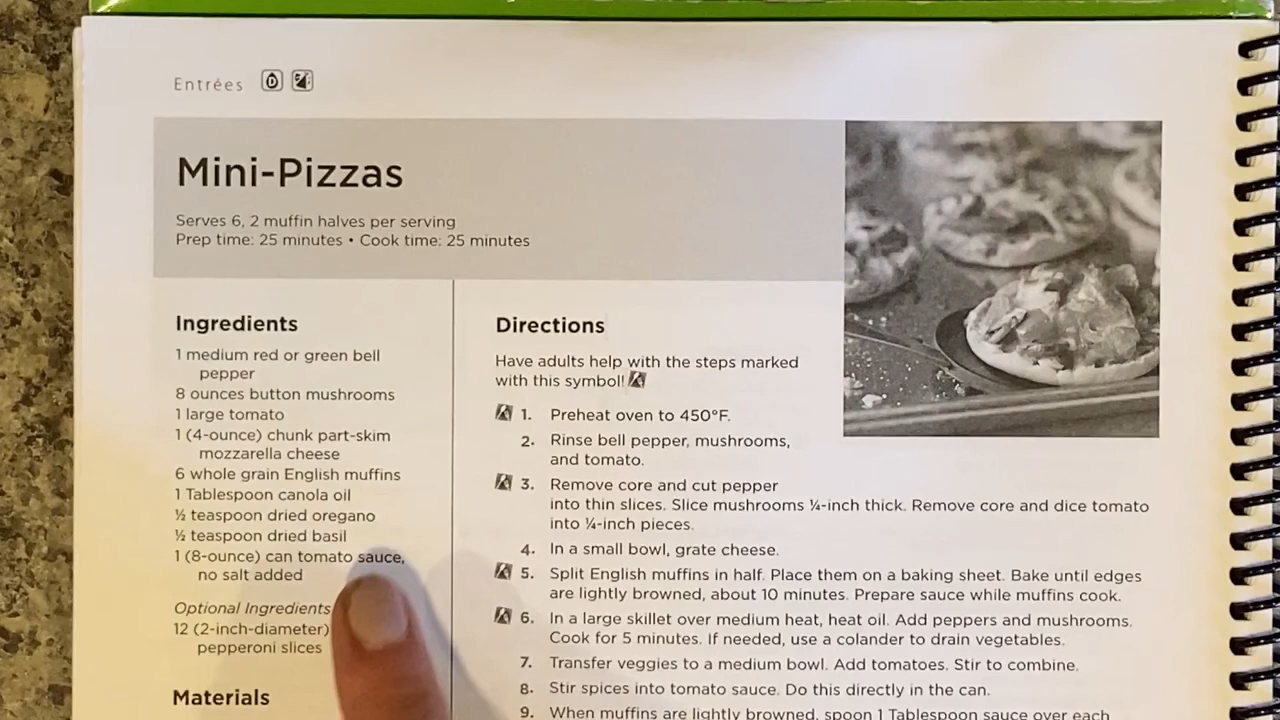 Entrées
Mini-Pizzas
Serves 6, 2 muffin halves per serving
Prep time: 25 minutes • Cook time: 25 minutes
Ingredients
1 medium red or green bell
pepper
8 ounces button mushrooms
1 large tomato
1 (4-ounce) chunk part-skim
mozzarella cheese
6 whole grain English muffins
1 Tablespoon canola oil
½ teaspoon dried oregano
½ teaspoon dried basil
1 (8-ounce) can tomato sauce,
no salt added
Optional Ingredients
12 (2-inch-diameter)
pepperoni slices
Materials
Directions
Have adults help with the steps marked
with this symbol!
1. Preheat oven to 450°F.
2. Rinse bell pepper, mushrooms,
and tomato.
3. Remove core and cut pepper
into thin slices. Slice mushrooms ¼-inch thick. Remove core and dice tomato
into ¼-inch pieces.
4. In a small bowl, grate cheese.
5. Split English muffins in half. Place them on a baking sheet. Bake until edges
are lightly browned, about 10 minutes. Prepare sauce while muffins cook.
6. In a large skillet over medium heat, heat oil. Add peppers and mushrooms.
Cook for 5 minutes. If needed, use a colander to drain vegetables.
7. Transfer veggies to a medium bowl. Add tomatoes. Stir to combine.
8. Stir spices into tomato sauce. Do this directly in the can.
9. When muffins are lightly browned, spoon 1 Tablespoon sauce over each